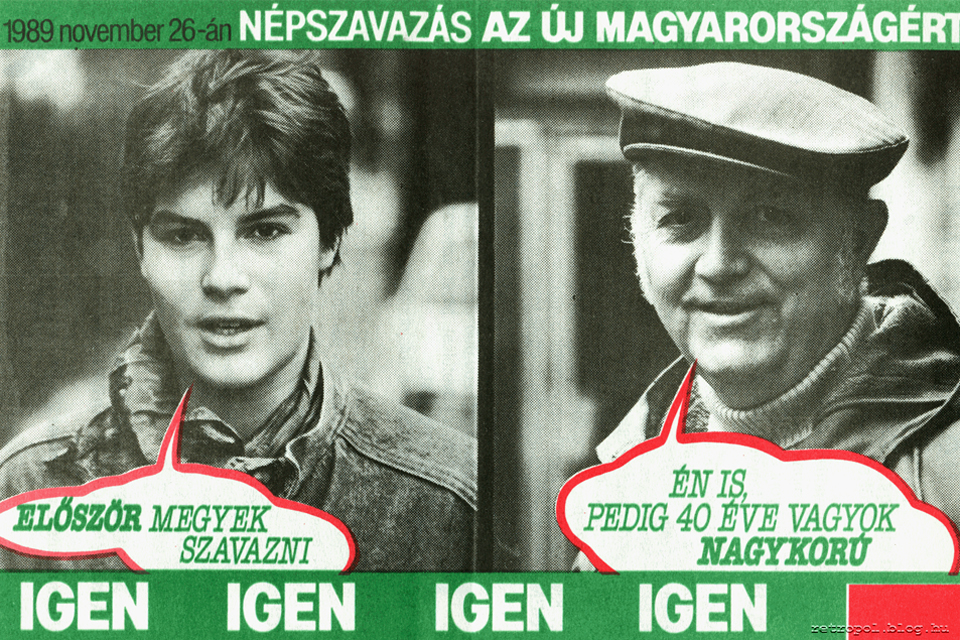 1989 november 26-án NÉPSZAVAZÁS AZ ÚJ MAGYARORSZÁGÉRT
ELŐSZÖR MEGYEK
SZAVAZNI
ÉN IS,
PEDIG 40 ÉVE VAGYOK
NAGYKORÚ
IGEN IGEN IGEN IGEN
retropol.blog.hu